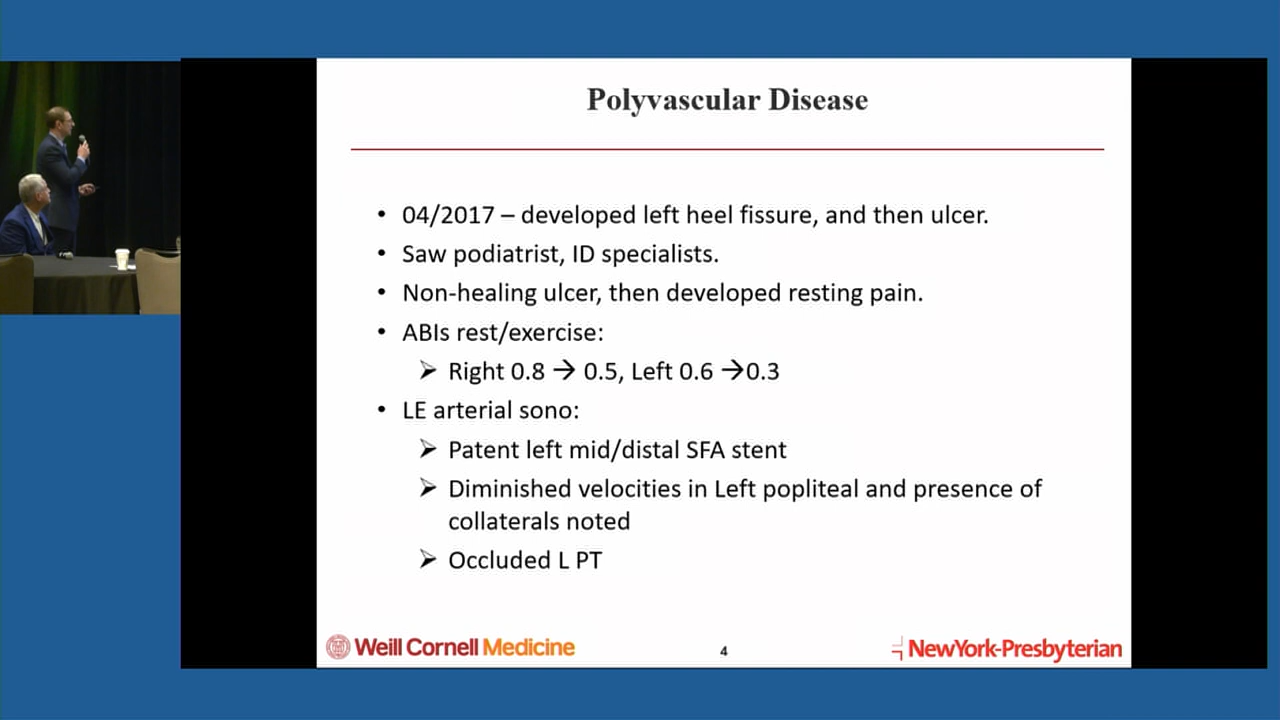 Polyvascular Disease
• 04/2017 – developed left heel fissure, and then ulcer.
• Saw podiatrist, ID specialists.
• Non-healing ulcer, then developed resting pain.
• ABIs rest/exercise:
➢ Right 0.8 → 0.5, Left 0.6 →0.3
• LE arterial sono:
➢ Patent left mid/distal SFA stent
➢ Diminished velocities in Left popliteal and presence of
collaterals noted
➢ Occluded L PT
Weill Cornell Medicine
4
NewYork-Presbyterian